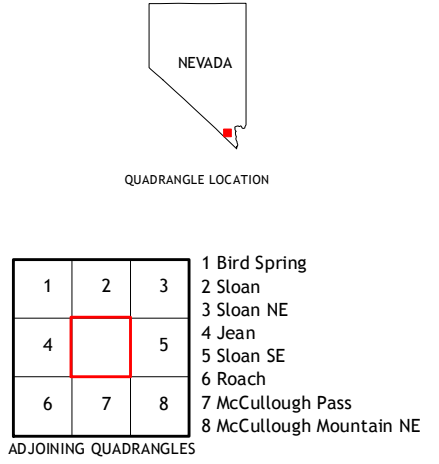 NEVADA
QUADRANGLE LOCATION
1 2 3
4 5
6 7 8
ADJOINING QUADRANGLES
1 Bird Spring
2 Sloan
3 Sloan NE
4 Jean
5 Sloan SE
6 Roach
7 McCullough Pass
8 McCullough Mountain NE